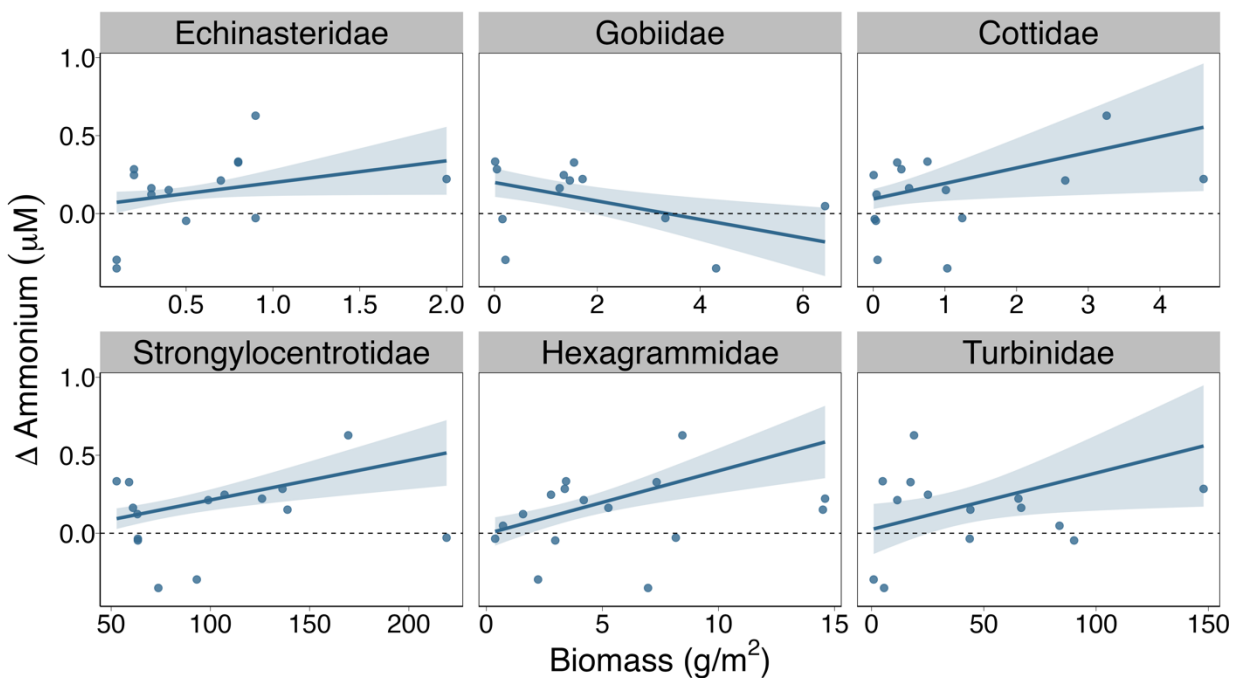 Echinasteridae Gobiidae Cottidae
1.0
0.5
0.0
0.5 1.0 1.5 2.0 0 2 4 6 0 1 2 3 4
Δ Ammonium (μM)
Strongylocentrotidae Hexagrammidae Turbinidae
1.0
0.5
0.0
50 100 150 200 0 5 10 15 0 50 100 150
Biomass (g/m²)